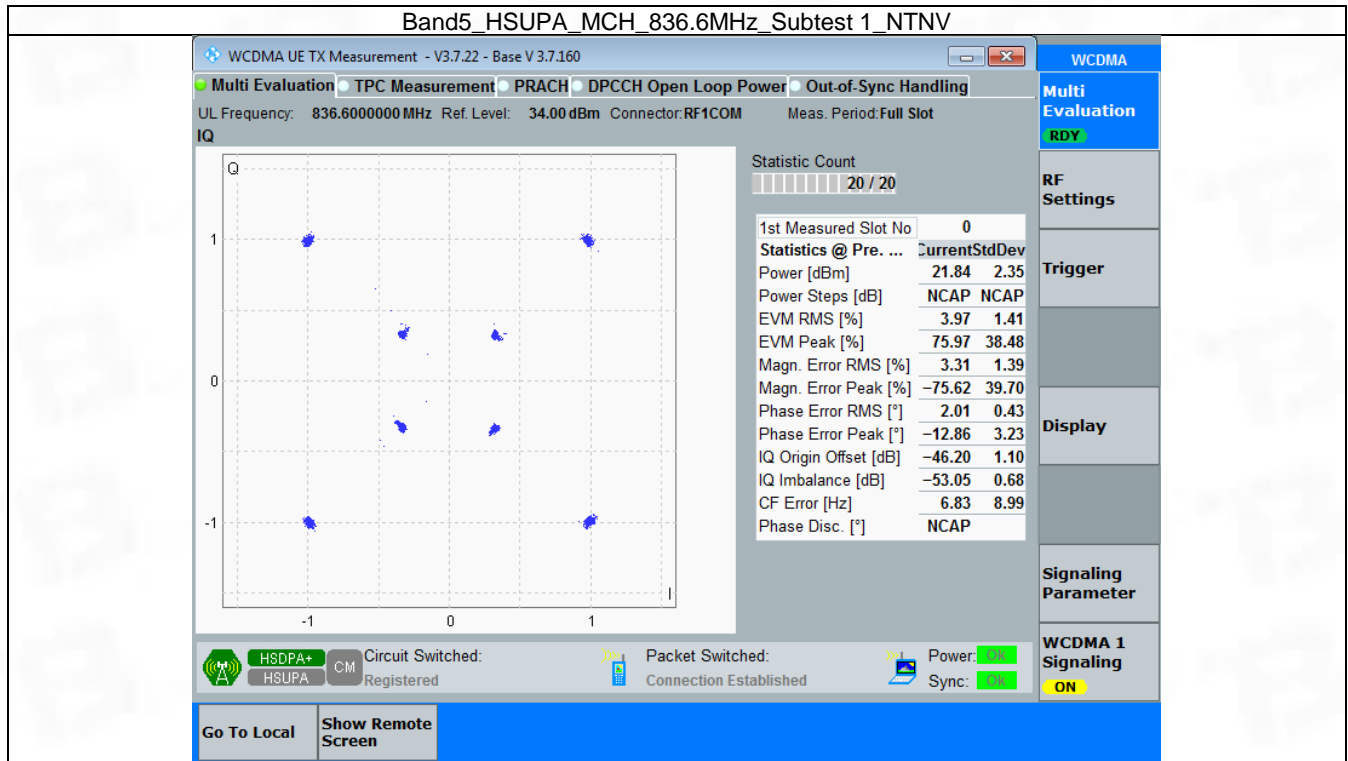 Band5_HSUPA_MCH_836.6MHz_Subtest 1_NTNV
WCDMA UE TX Measurement - V3.7.22 - Base V 3.7.160
WCDMA
Multi Evaluation TPC Measurement PRACH DPCCH Open Loop Power Out-of-Sync Handling
UL Frequency: 836.6000000 MHz Ref. Level: 34.00 dBm Connector: RF1COM Meas. Period: Full Slot
IQ
Q
1
0
-1
-1 0 1
I
Statistic Count
20 / 20
1st Measured Slot No 0
Statistics @ Pre. ... Current StdDev
Power [dBm] 21.84 2.35
Power Steps [dB] NCAP NCAP
EVM RMS [%] 3.97 1.41
EVM Peak [%] 75.97 38.48
Magn. Error RMS [%] 3.31 1.39
Magn. Error Peak [%] −75.62 39.70
Phase Error RMS [°] 2.01 0.43
Phase Error Peak [°] −12.86 3.23
IQ Origin Offset [dB] −46.20 1.10
IQ Imbalance [dB] −53.05 0.68
CF Error [Hz] 6.83 8.99
Phase Disc. [°] NCAP
Multi
Evaluation
RDY
RF
Settings
Trigger
Display
Signaling
Parameter
WCDMA 1
Signaling
ON
HSDPA+
HSUPA
CM
Circuit Switched:
Registered
Packet Switched:
Connection Established
Power: Ok
Sync: Ok
Go To Local
Show Remote
Screen